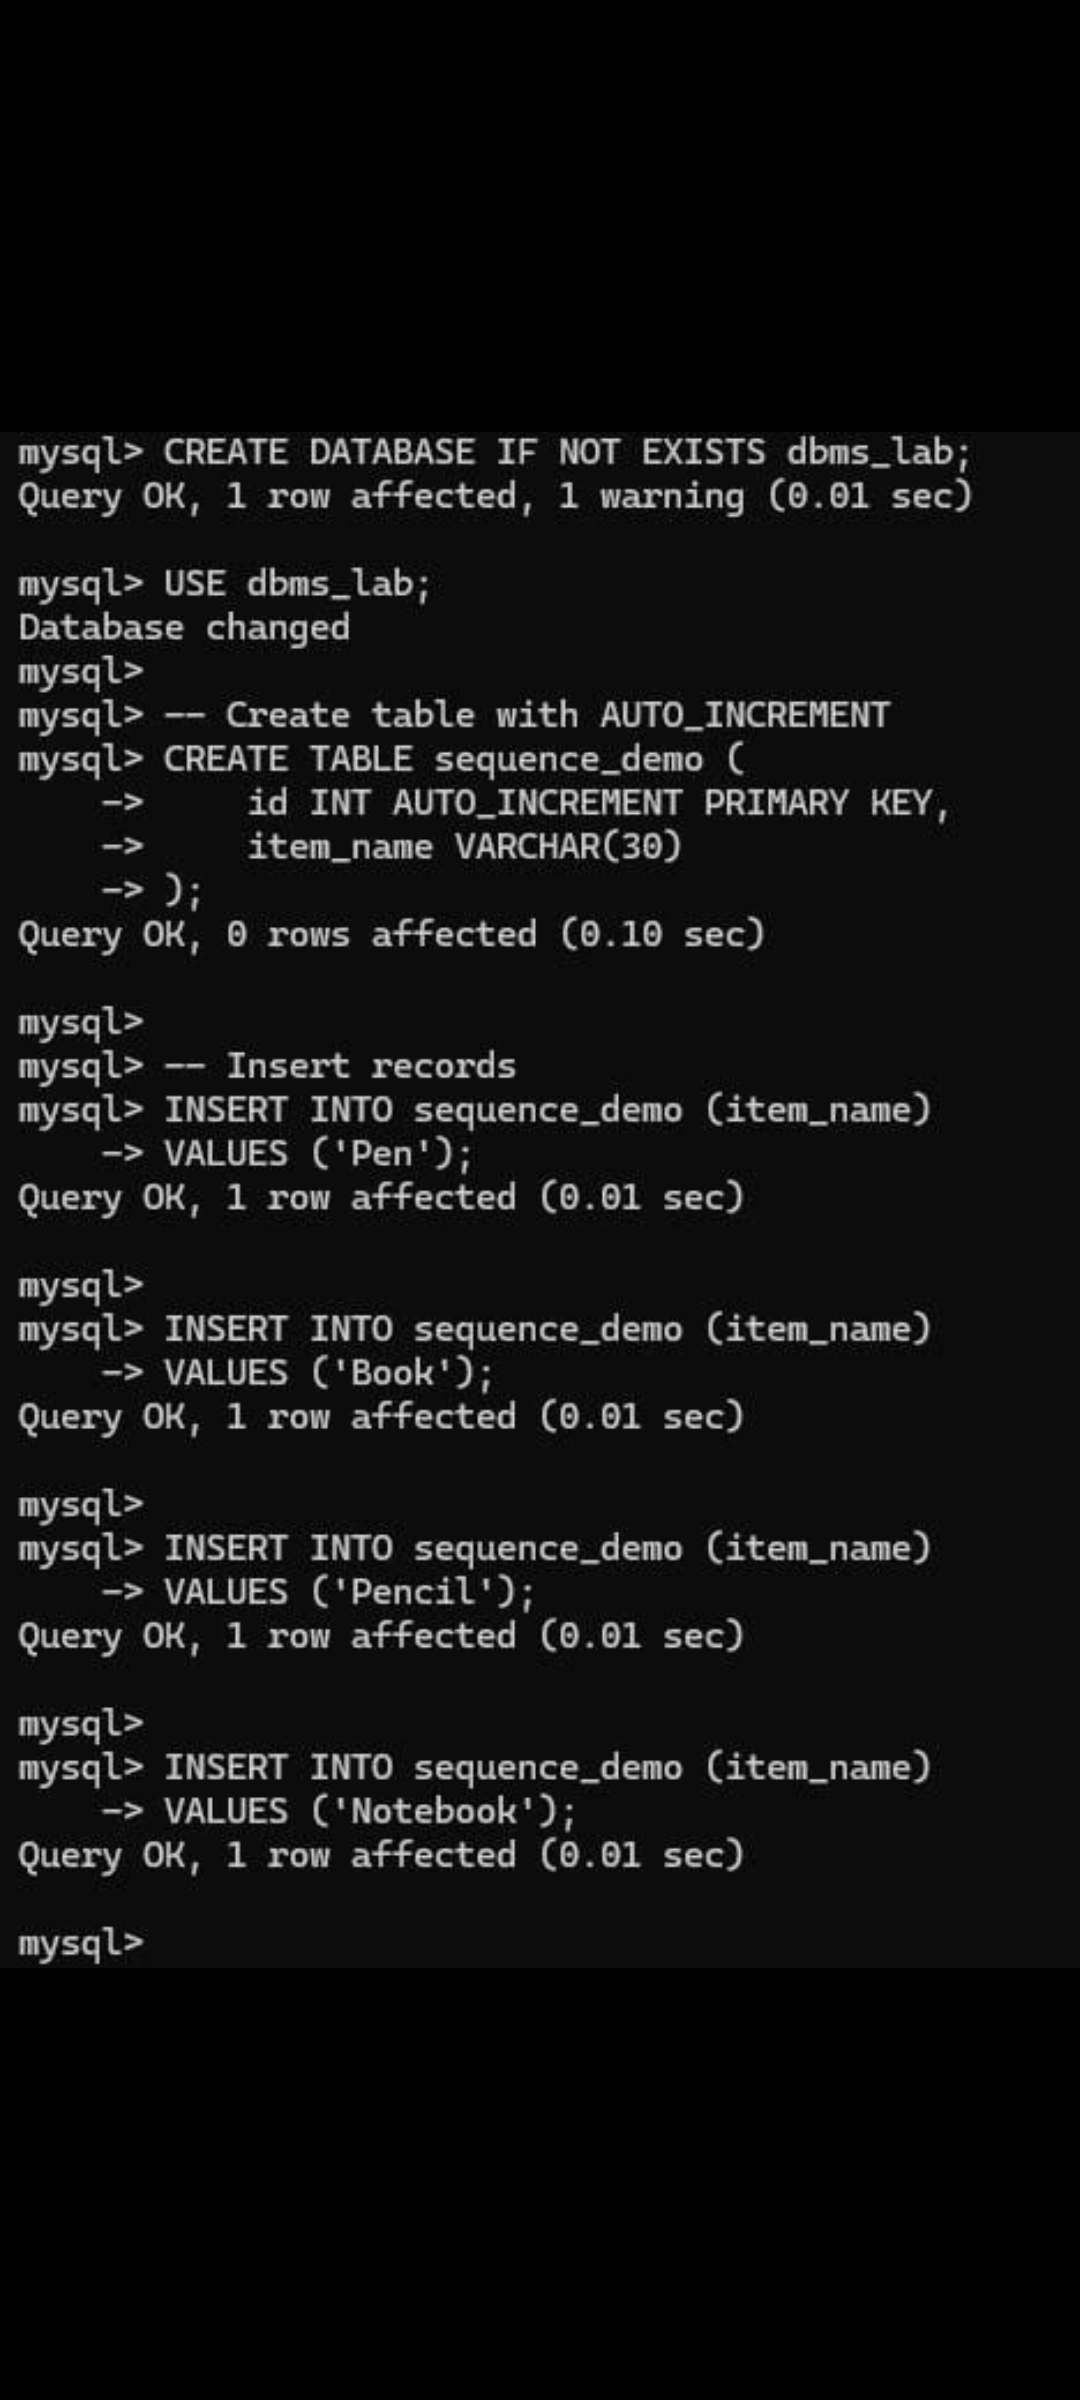 mysql> CREATE DATABASE IF NOT EXISTS dbms_lab;
Query OK, 1 row affected, 1 warning (0.01 sec)
mysql> USE dbms_lab;
Database changed
mysql>
mysql> -- Create table with AUTO_INCREMENT
mysql> CREATE TABLE sequence_demo (
    ->     id INT AUTO_INCREMENT PRIMARY KEY,
    ->     item_name VARCHAR(30)
    -> );
Query OK, 0 rows affected (0.10 sec)
mysql>
mysql> -- Insert records
mysql> INSERT INTO sequence_demo (item_name)
    -> VALUES ('Pen');
Query OK, 1 row affected (0.01 sec)
mysql>
mysql> INSERT INTO sequence_demo (item_name)
    -> VALUES ('Book');
Query OK, 1 row affected (0.01 sec)
mysql>
mysql> INSERT INTO sequence_demo (item_name)
    -> VALUES ('Pencil');
Query OK, 1 row affected (0.01 sec)
mysql>
mysql> INSERT INTO sequence_demo (item_name)
    -> VALUES ('Notebook');
Query OK, 1 row affected (0.01 sec)
mysql>